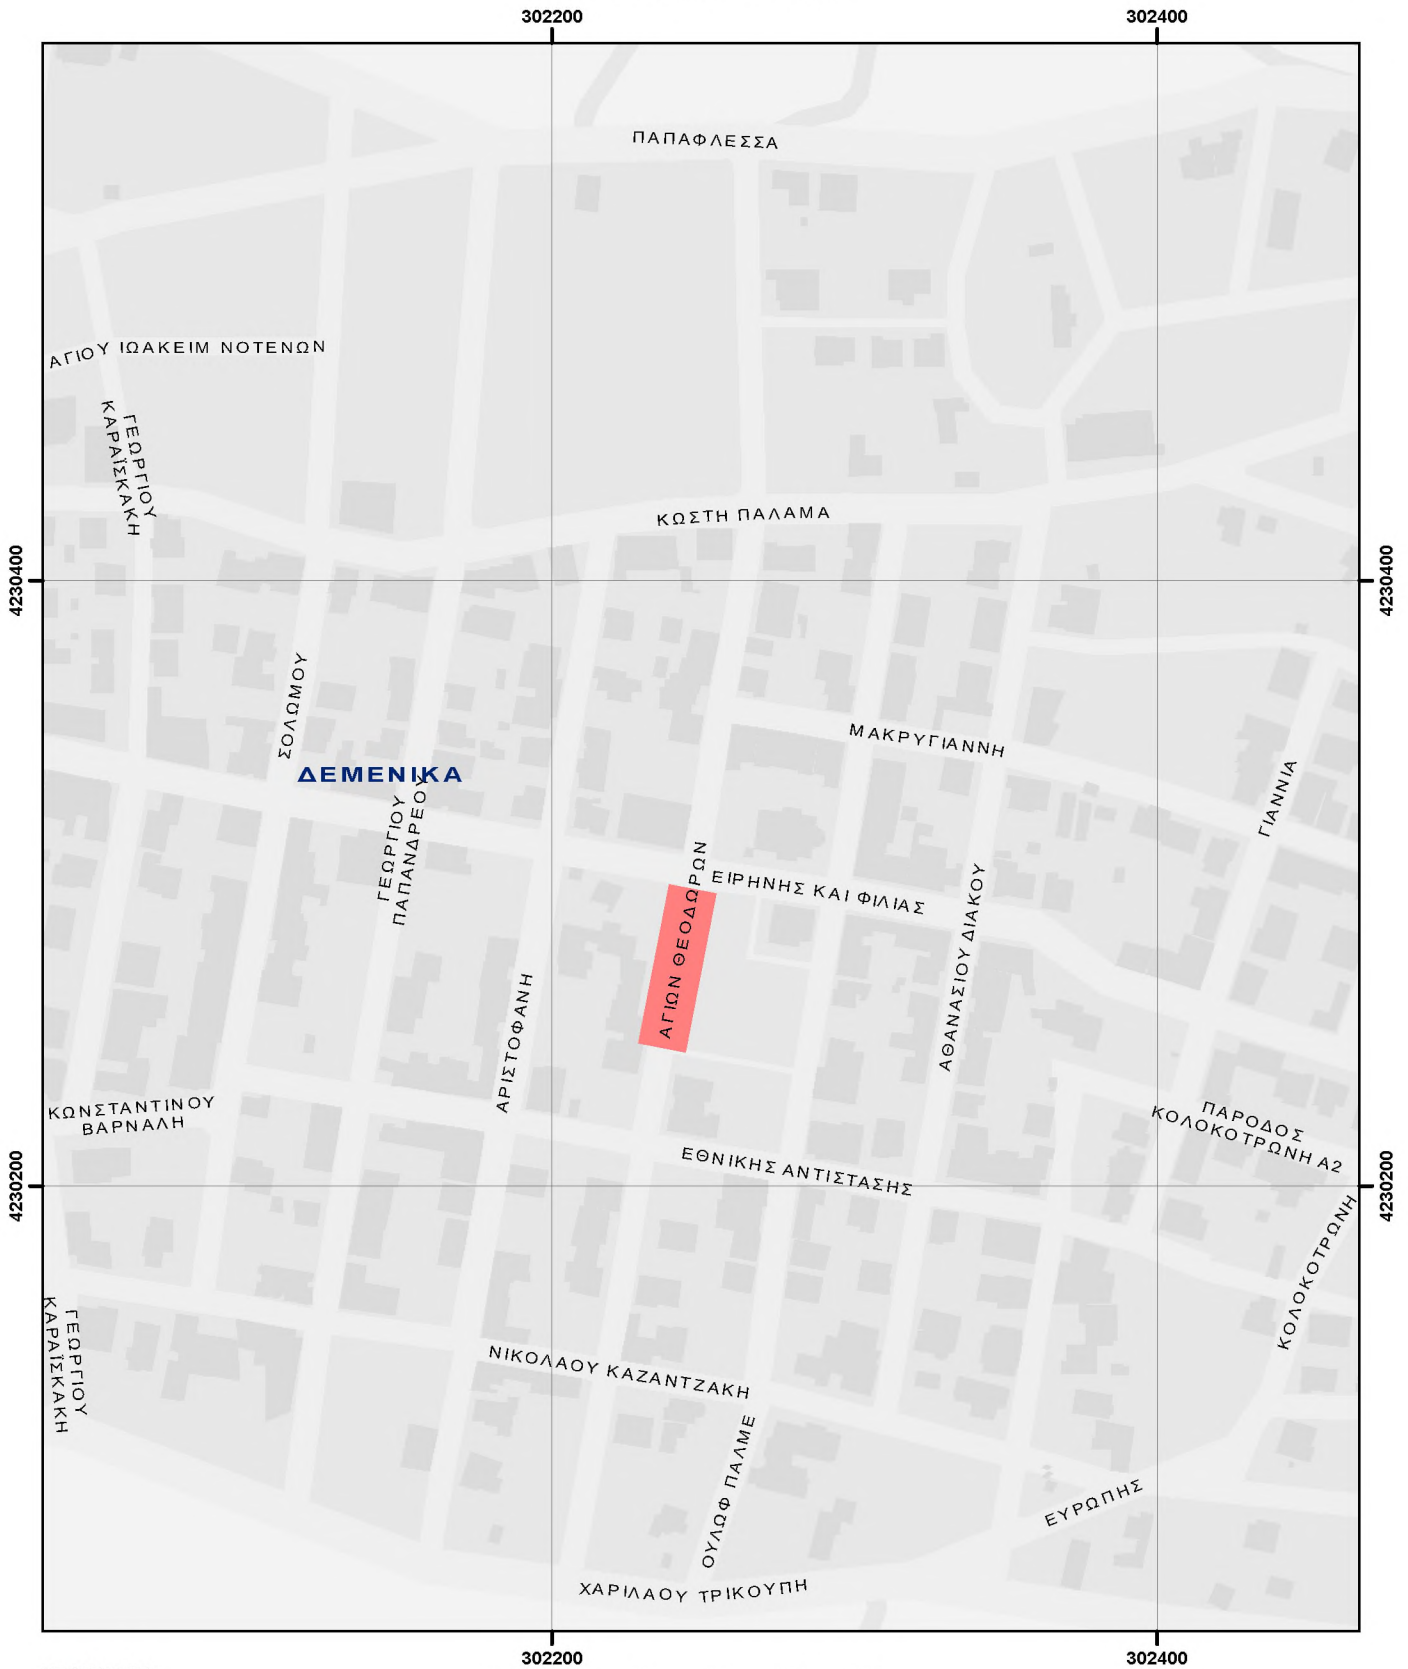 302200
302400
ΠΑΠΑΦΛΕΣΣΑ
ΑΓΙΟΥ ΙΩΑΚΕΙΜ ΝΟΤΕΝΩΝ
ΓΕΩΡΓΙΟΥ
ΚΑΡΑΪΣΚΑΚΗ
ΚΩΣΤΗ ΠΑΛΑΜΑ
4230400
4230400
ΣΟΛΩΜΟΥ
ΜΑΚΡΥΓΙΑΝΝΗ
ΔΕΜΕΝΙΚΑ
ΓΕΩΡΓΙΟΥ
ΠΑΠΑΝΔΡΕΟΥ
ΓΙΑΝΝΙΑ
ΑΓΙΩΝ ΘΕΟΔΩΡΩΝ
ΕΙΡΗΝΗΣ ΚΑΙ ΦΙΛΙΑΣ
ΑΘΑΝΑΣΙΟΥ ΔΙΑΚΟΥ
ΑΡΙΣΤΟΦΑΝΗ
ΚΩΝΣΤΑΝΤΙΝΟΥ
ΒΑΡΝΑΛΗ
ΠΑΡΟΔΟΣ
ΚΟΛΟΚΟΤΡΩΝΗ Α2
ΕΘΝΙΚΗΣ ΑΝΤΙΣΤΑΣΗΣ
4230200
4230200
ΚΟΛΟΚΟΤΡΩΝΗ
ΓΕΩΡΓΙΟΥ
ΚΑΡΑΪΣΚΑΚΗ
ΝΙΚΟΛΑΟΥ ΚΑΖΑΝΤΖΑΚΗ
ΟΥΛΩΦ ΠΑΛΜΕ
ΕΥΡΩΠΗΣ
ΧΑΡΙΛΑΟΥ ΤΡΙΚΟΥΠΗ
302200
302400